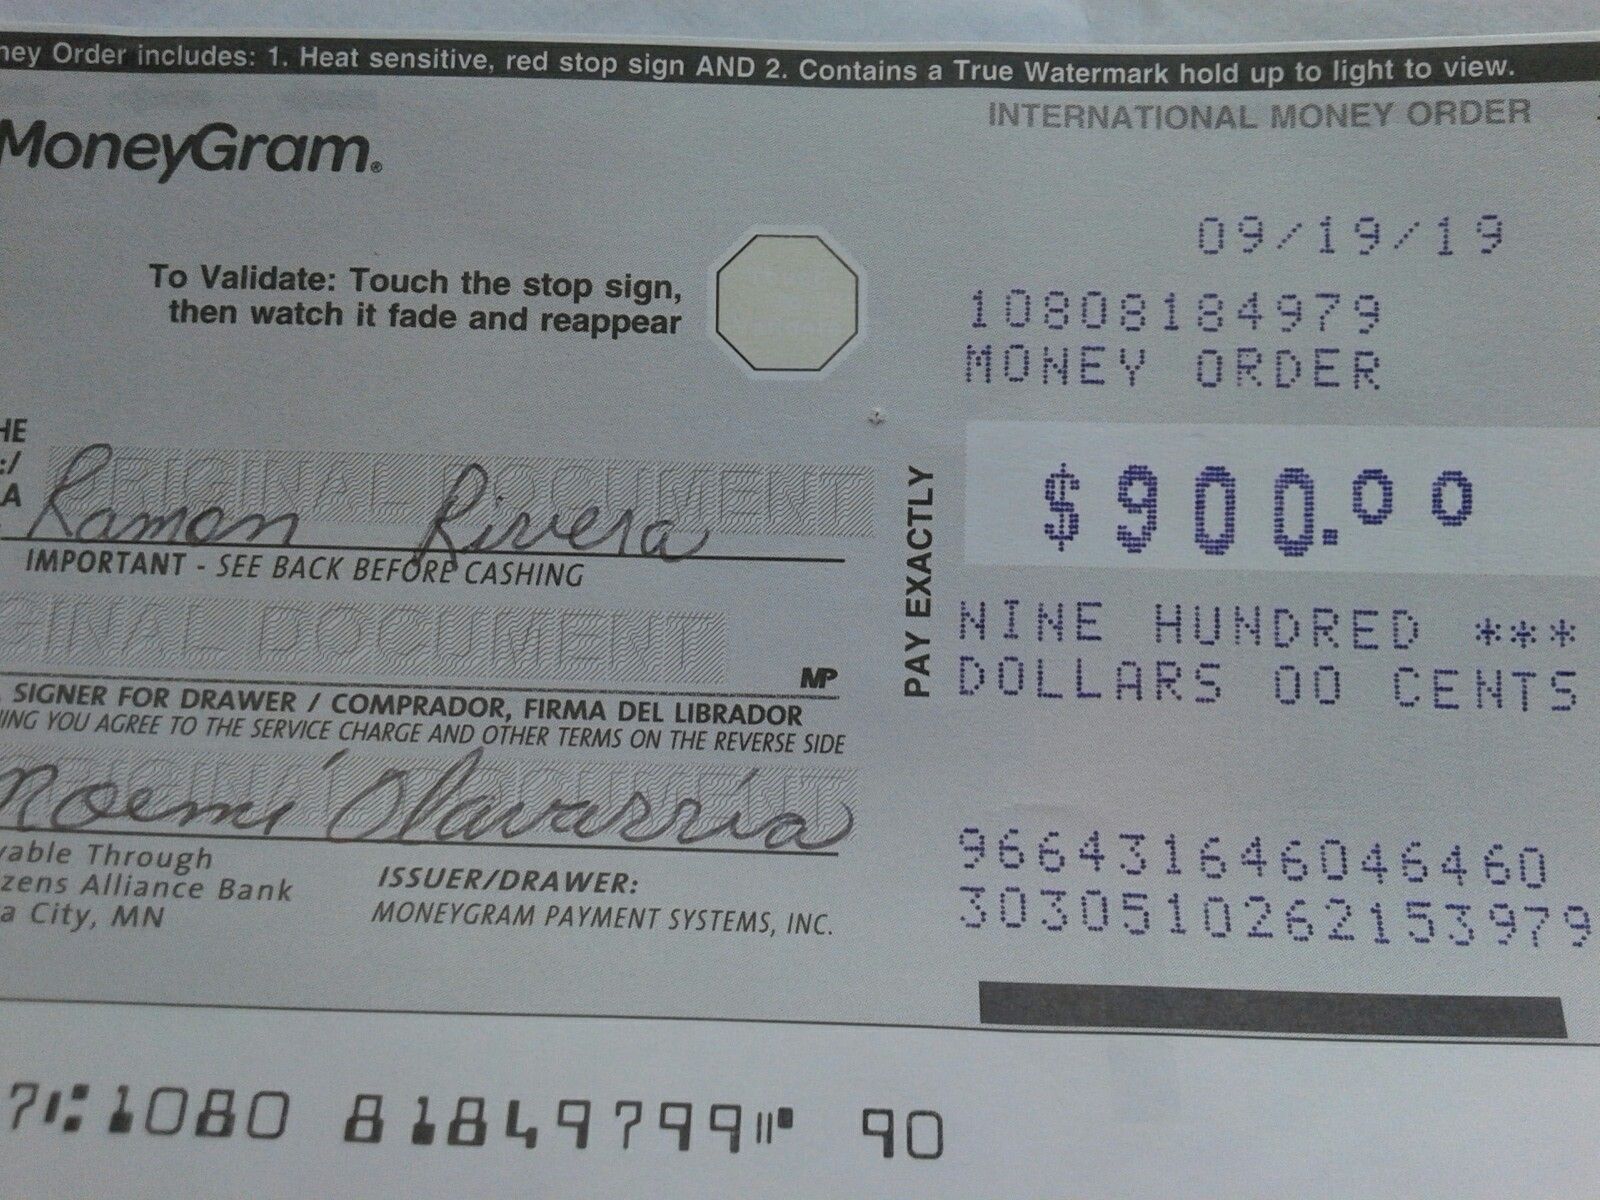 ney Order includes: 1. Heat sensitive, red stop sign AND 2. Contains a True Watermark hold up to light to view.
INTERNATIONAL MONEY ORDER
MoneyGram®
09/19/19
To Validate: Touch the stop sign,
then watch it fade and reappear
10808184979
MONEY ORDER
HE
:/
A
ORIGINAL DOCUMENT
Ramon Rivera
IMPORTANT - SEE BACK BEFORE CASHING
PAY EXACTLY
$900.00
NINE HUNDRED ***
DOLLARS 00 CENTS
GINAL DOCUMENT
MP
SIGNER FOR DRAWER / COMPRADOR, FIRMA DEL LIBRADOR
ING YOU AGREE TO THE SERVICE CHARGE AND OTHER TERMS ON THE REVERSE SIDE
ORIGINAL DOCUMENT
Noemi Olavarria
yable Through
zens Alliance Bank
a City, MN
ISSUER/DRAWER:
MONEYGRAM PAYMENT SYSTEMS, INC.
96643164604646​0
3030510262153979
7⑆1080 81849799⑈ 90